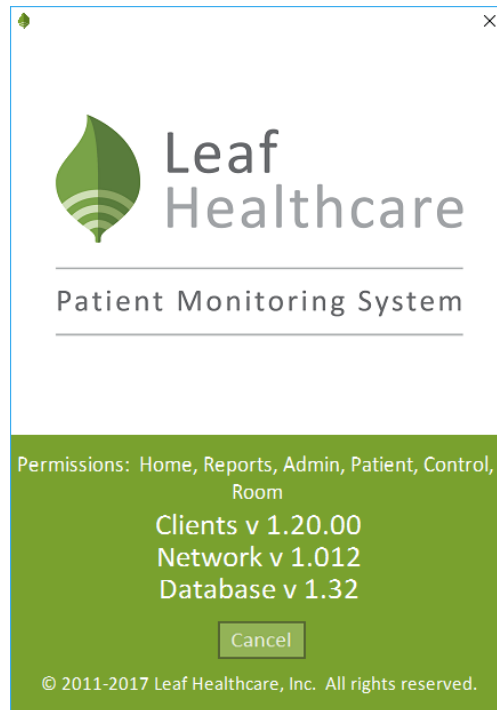 Leaf
Healthcare
Patient Monitoring System
Permissions: Home, Reports, Admin, Patient, Control,
Room
Clients v 1.20.00
Network v 1.012
Database v 1.32
Cancel
© 2011-2017 Leaf Healthcare, Inc. All rights reserved.